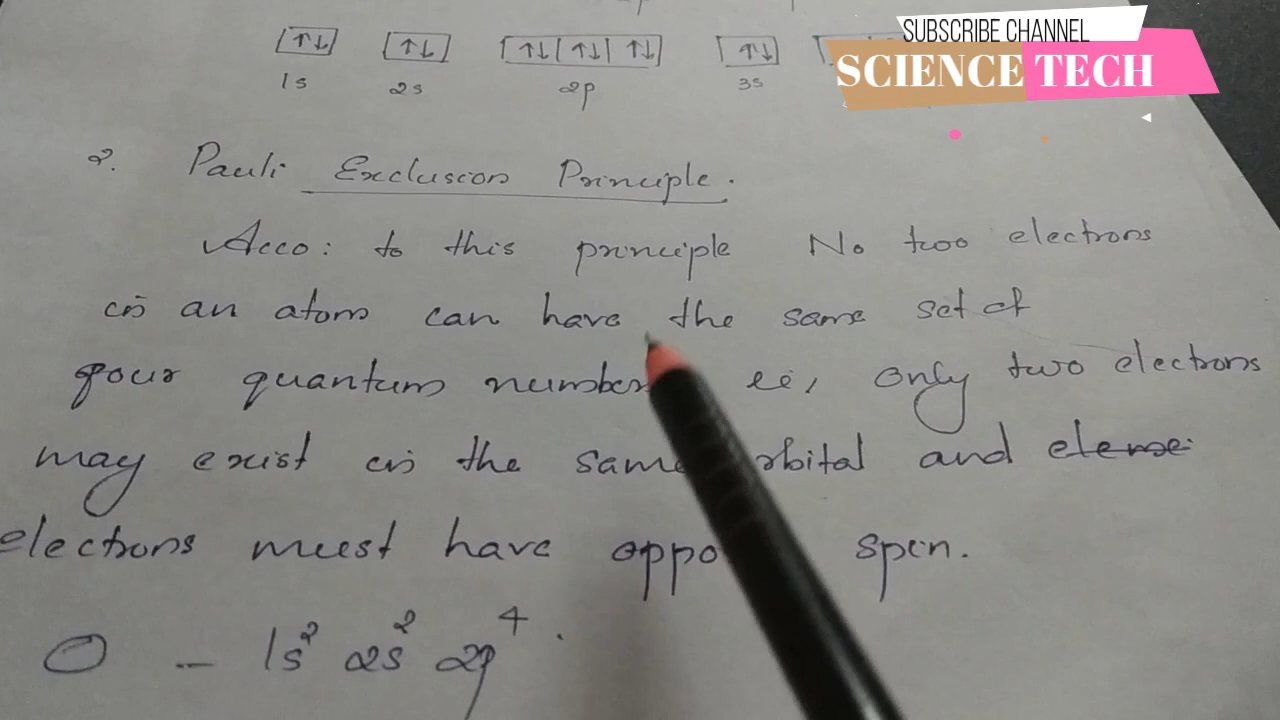 SUBSCRIBE CHANNEL
SCIENCE TECH
↑↓ ↑↓ ↑↓ ↑↓ ↑↓ ↑↓
1s 2s 2p 3s
2. Pauli Exclusion Principle.
Acco: to this principle No two electrons
in an atom can have the same set of
four quantum number ie, only two electrons
may exist in the same orbital and
electrons must have oppo spin.
O - 1s² 2s² 2p⁴.